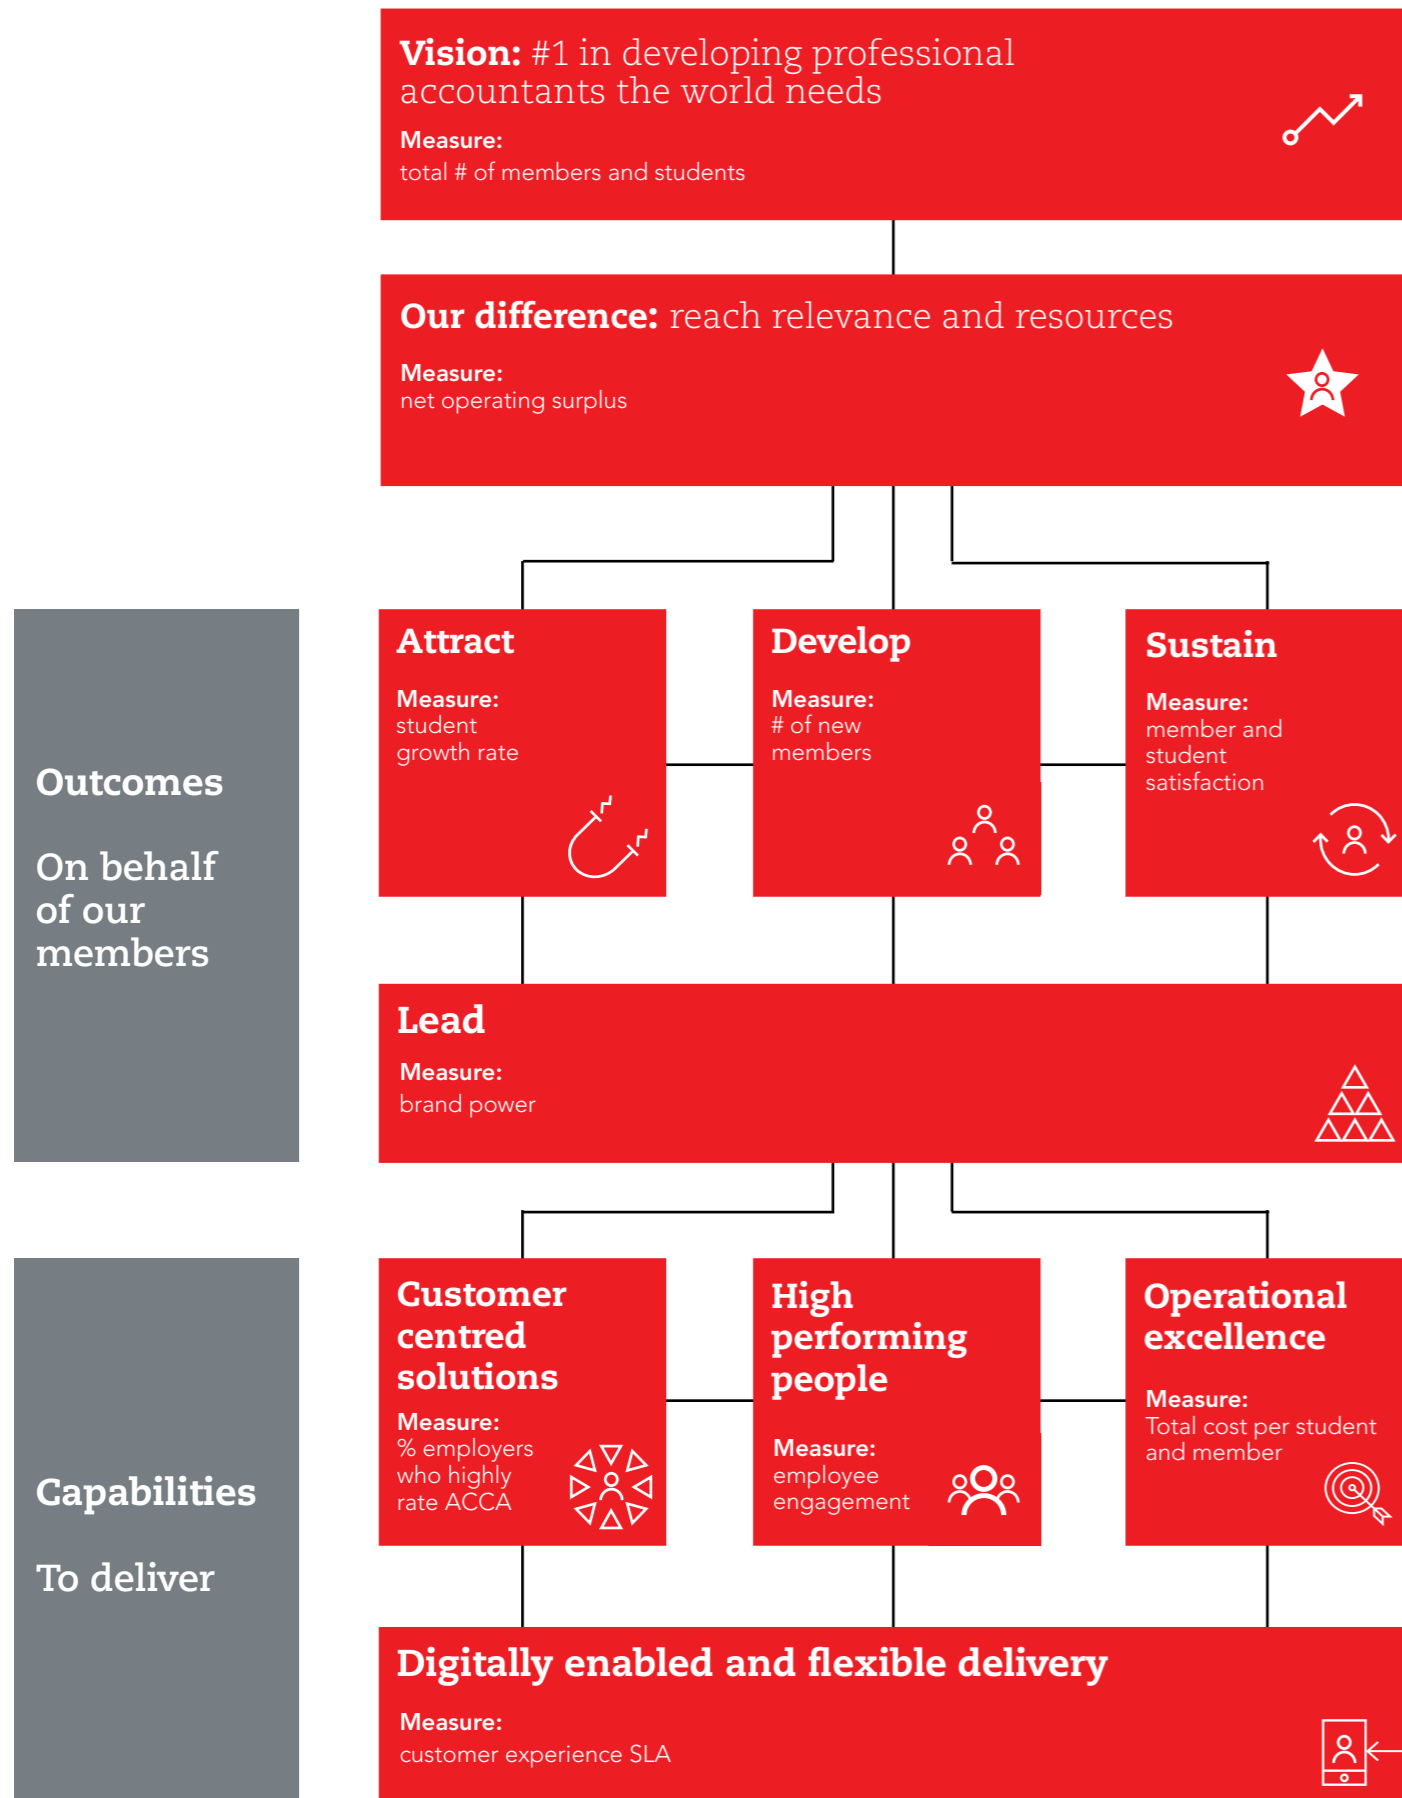 Vision: #1 in developing professional
accountants the world needs
Measure:
total # of members and students
Our difference: reach relevance and resources
Measure:
net operating surplus
Outcomes
On behalf
of our
members
Attract
Measure:
student
growth rate
Develop
Measure:
# of new
members
Sustain
Measure:
member and
student
satisfaction
Lead
Measure:
brand power
Capabilities
To deliver
Customer
centred
solutions
Measure:
% employers
who highly
rate ACCA
High
performing
people
Measure:
employee
engagement
Operational
excellence
Measure:
Total cost per student
and member
Digitally enabled and flexible delivery
Measure:
customer experience SLA